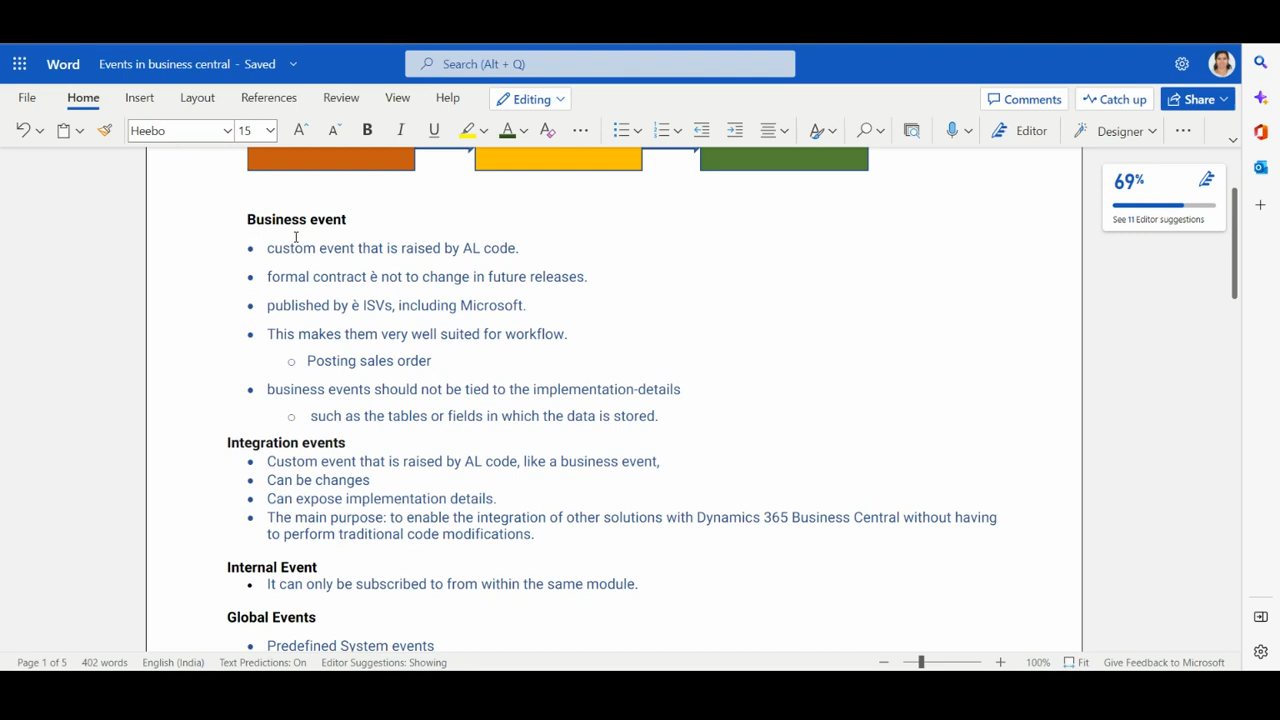 Word
Events in business central - Saved
Search (Alt + Q)
File
Home
Insert
Layout
References
Review
View
Help
Editing
Comments
Catch up
Share
Heebo
15
B
I
U
A
Editor
Designer
69%
See 11 Editor suggestions
Business event
• custom event that is raised by AL code.
• formal contract è not to change in future releases.
• published by è ISVs, including Microsoft.
• This makes them very well suited for workflow.
○ Posting sales order
• business events should not be tied to the implementation-details
○ such as the tables or fields in which the data is stored.
Integration events
• Custom event that is raised by AL code, like a business event,
• Can be changes
• Can expose implementation details.
• The main purpose: to enable the integration of other solutions with Dynamics 365 Business Central without having
to perform traditional code modifications.
Internal Event
• It can only be subscribed to from within the same module.
Global Events
• Predefined System events
Page 1 of 5
402 words
English (India)
Text Predictions: On
Editor Suggestions: Showing
100%
Fit
Give Feedback to Microsoft